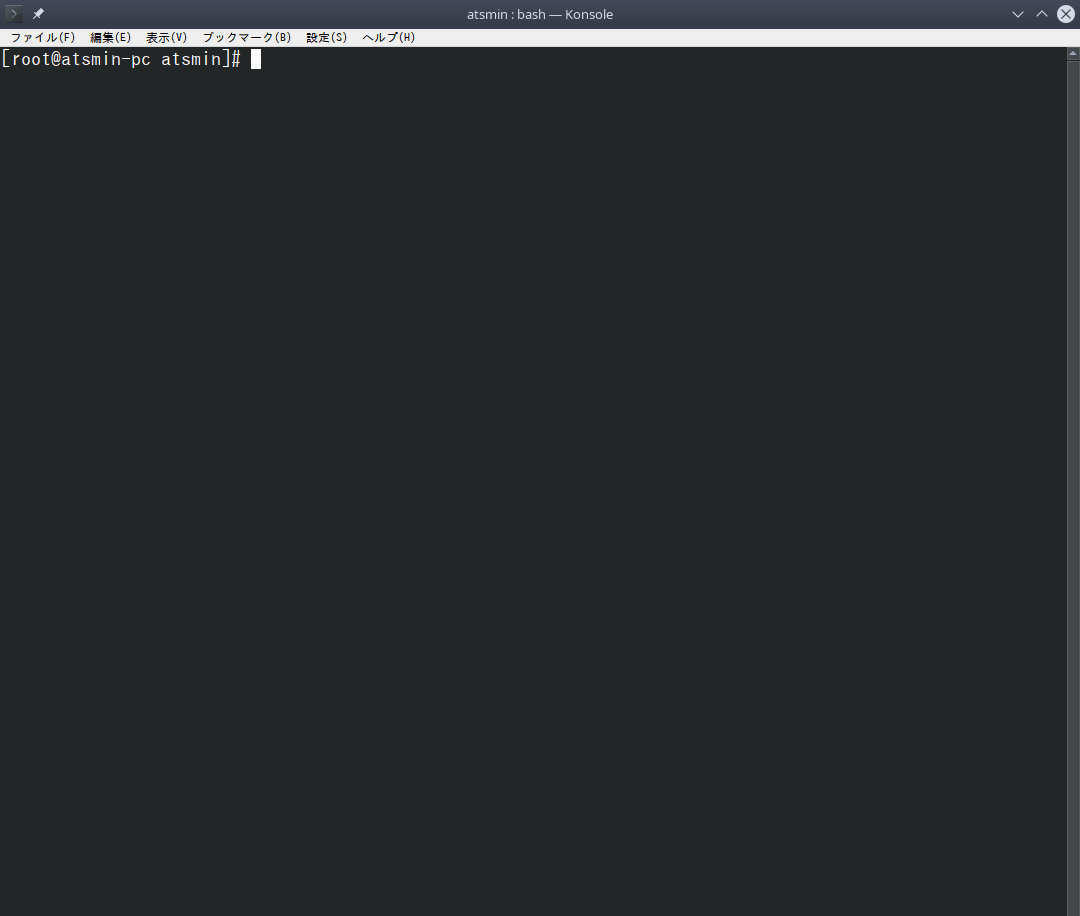 atsmin : bash — Konsole
ファイル(F) 編集(E) 表示(V) ブックマーク(B) 設定(S) ヘルプ(H)
[root@atsmin-pc atsmin]#